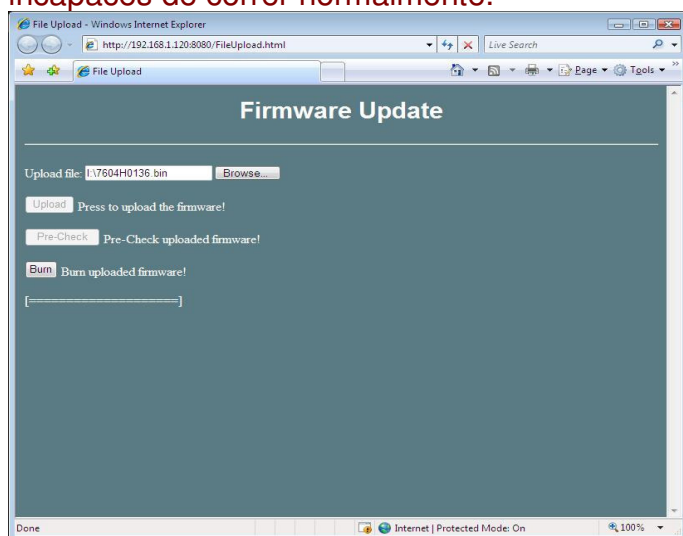 incapaces de correr normalmente.
File Upload - Windows Internet Explorer
http://192.168.1.120:8080/FileUpload.html
Live Search
File Upload
Page
Tools
Firmware Update
Upload file: I:\7604H0136.bin Browse...
Upload Press to upload the firmware!
Pre-Check Pre-Check uploaded firmware!
Burn Burn uploaded firmware!
[====================]
Done
Internet | Protected Mode: On
100%